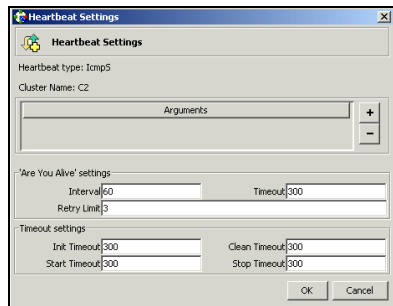 Heartbeat Settings
Heartbeat Settings
Heartbeat type: IcmpS
Cluster Name: C2
Arguments
+
-
'Are You Alive' settings
Interval 60 Timeout 300
Retry Limit 3
Timeout settings
Init Timeout 300 Clean Timeout 300
Start Timeout 300 Stop Timeout 300
OK Cancel